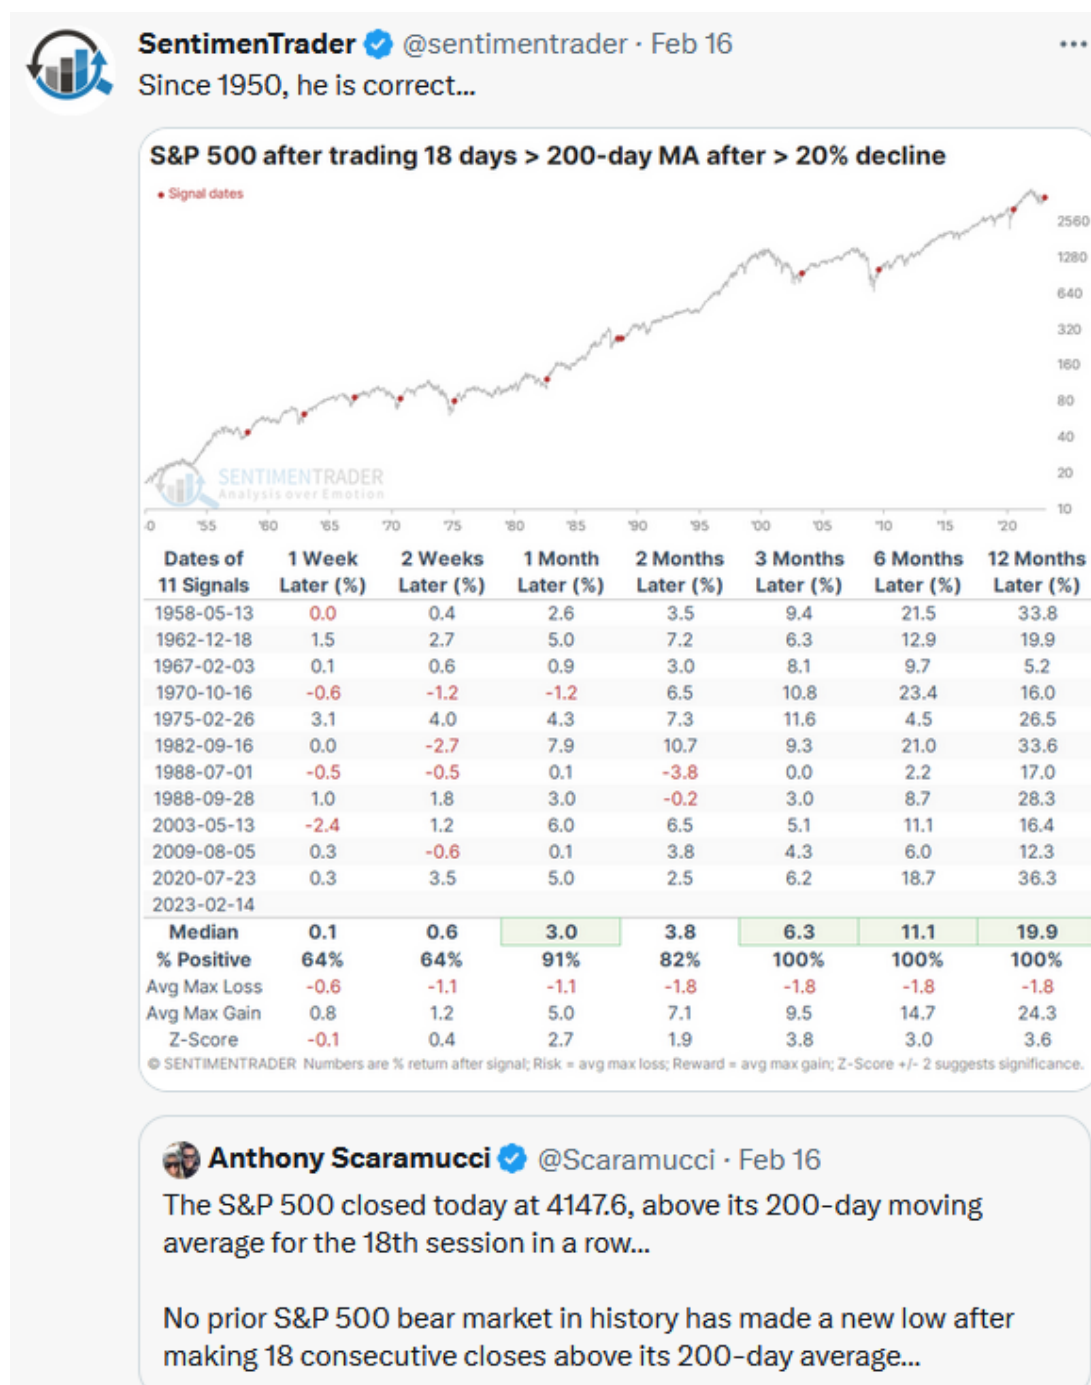 SentimenTrader @sentimentrader · Feb 16
Since 1950, he is correct...
S&P 500 after trading 18 days > 200-day MA after > 20% decline
Signal dates
2560
1280
640
320
160
80
40
20
10
SENTIMENTRADER
Analysis over Emotion
'55 '60 '65 '70 '75 '80 '85 '90 '95 '00 '05 '10 '15 '20
Dates of 1 Week 2 Weeks 1 Month 2 Months 3 Months 6 Months 12 Months
11 Signals Later (%) Later (%) Later (%) Later (%) Later (%) Later (%) Later (%)
1958-05-13 0.0 0.4 2.6 3.5 9.4 21.5 33.8
1962-12-18 1.5 2.7 5.0 7.2 6.3 12.9 19.9
1967-02-03 0.1 0.6 0.9 3.0 8.1 9.7 5.2
1970-10-16 -0.6 -1.2 -1.2 6.5 10.8 23.4 16.0
1975-02-26 3.1 4.0 4.3 7.3 11.6 4.5 26.5
1982-09-16 0.0 -2.7 7.9 10.7 9.3 21.0 33.6
1988-07-01 -0.5 -0.5 0.1 -3.8 0.0 2.2 17.0
1988-09-28 1.0 1.8 3.0 -0.2 3.0 8.7 28.3
2003-05-13 -2.4 1.2 6.0 6.5 5.1 11.1 16.4
2009-08-05 0.3 -0.6 0.1 3.8 4.3 6.0 12.3
2020-07-23 0.3 3.5 5.0 2.5 6.2 18.7 36.3
2023-02-14
Median 0.1 0.6 3.0 3.8 6.3 11.1 19.9
% Positive 64% 64% 91% 82% 100% 100% 100%
Avg Max Loss -0.6 -1.1 -1.1 -1.8 -1.8 -1.8 -1.8
Avg Max Gain 0.8 1.2 5.0 7.1 9.5 14.7 24.3
Z-Score -0.1 0.4 2.7 1.9 3.8 3.0 3.6
© SENTIMENTRADER Numbers are % return after signal; Risk = avg max loss; Reward = avg max gain; Z-Score +/- 2 suggests significance.
Anthony Scaramucci @Scaramucci · Feb 16
The S&P 500 closed today at 4147.6, above its 200-day moving
average for the 18th session in a row...
No prior S&P 500 bear market in history has made a new low after
making 18 consecutive closes above its 200-day average...